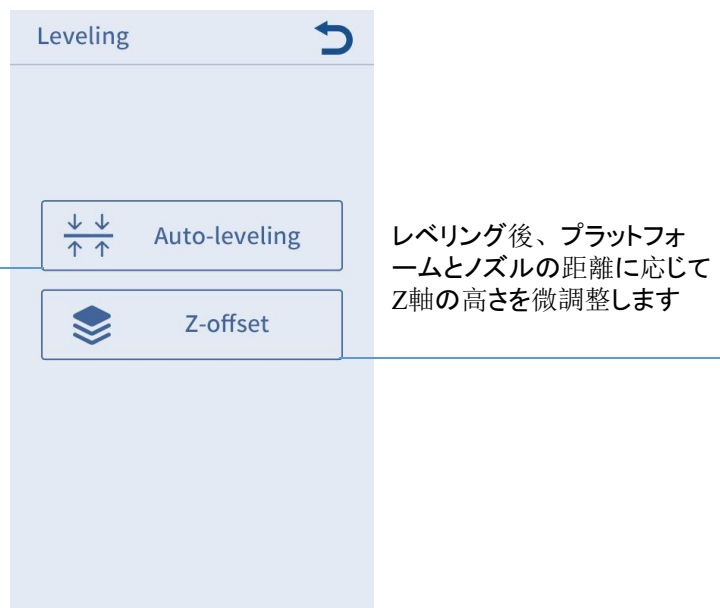 Leveling
Auto-leveling
Z-offset
レベリング後、プラットフォ
ームとノズルの距離に応じて
Z軸の高さを微調整します